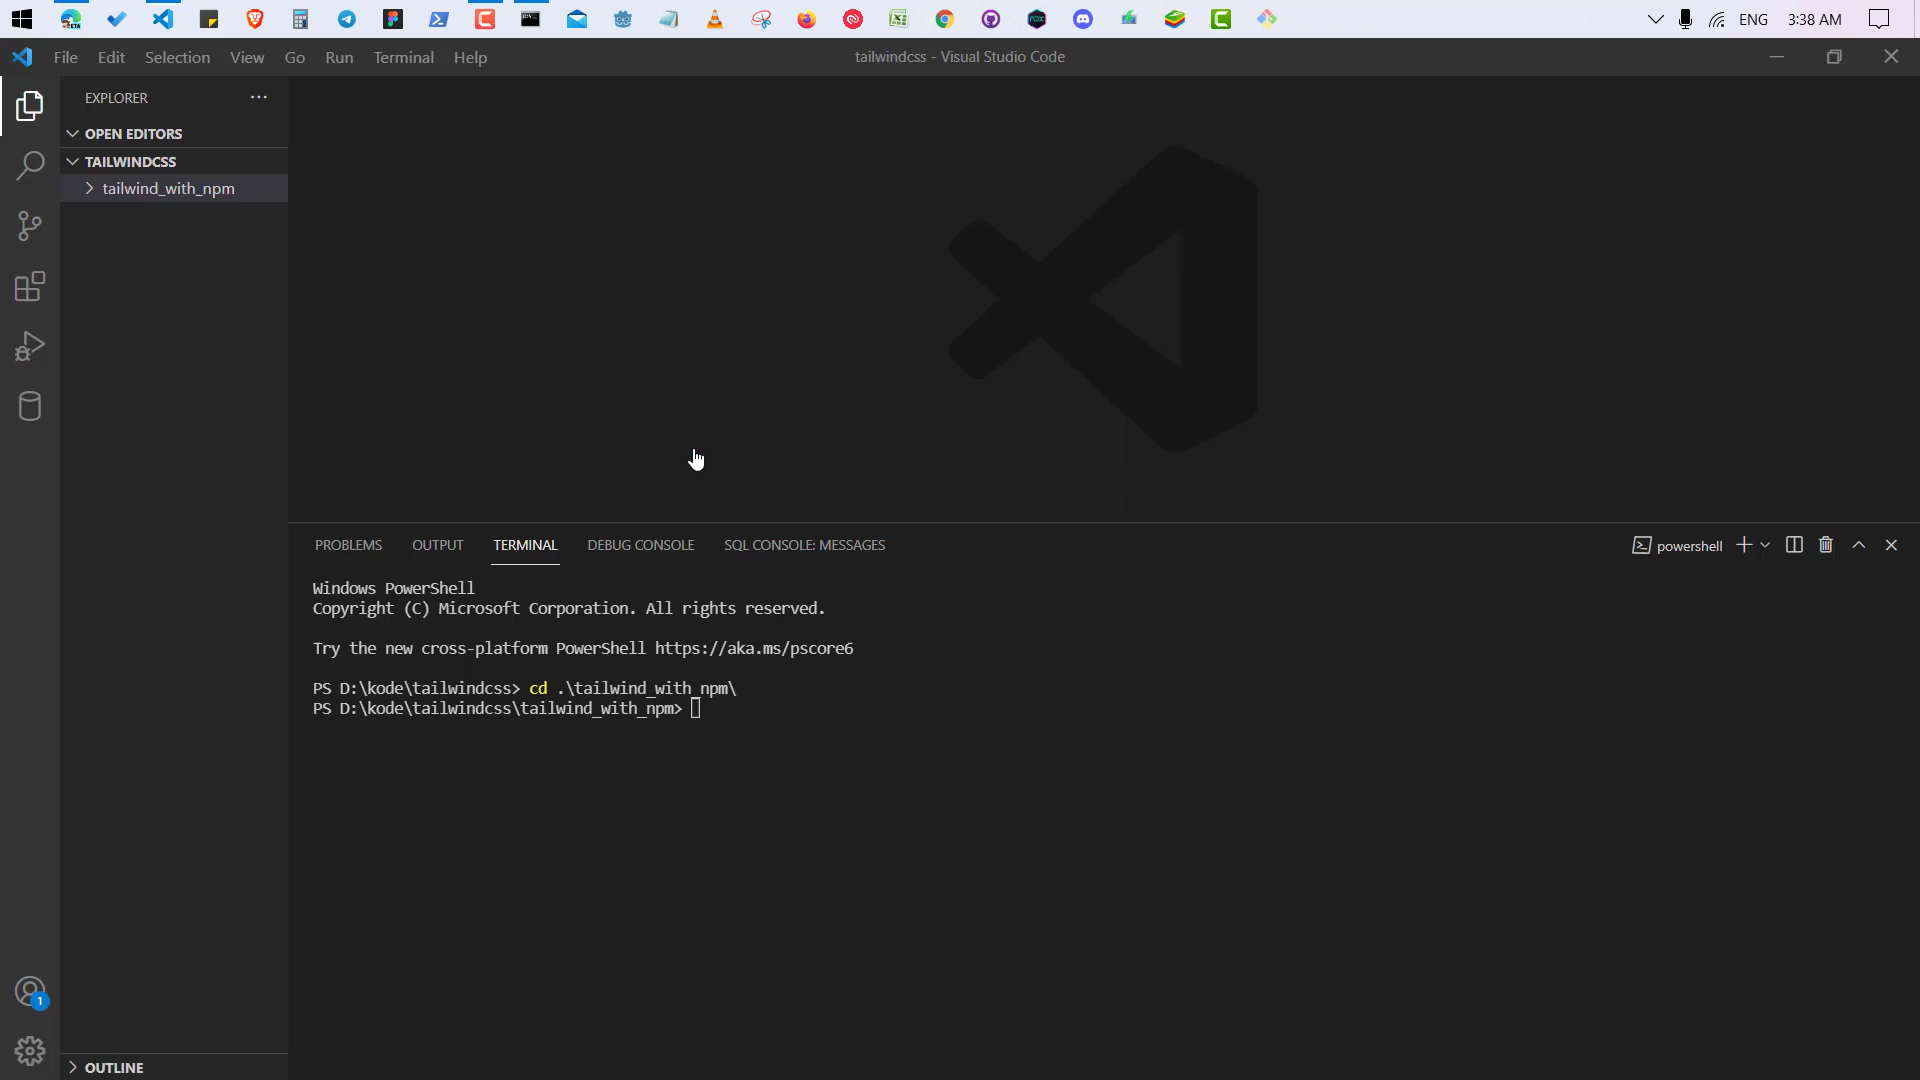 ENG 3:38 AM
File Edit Selection View Go Run Terminal Help
tailwindcss - Visual Studio Code
EXPLORER
OPEN EDITORS
TAILWINDCSS
tailwind_with_npm
PROBLEMS OUTPUT TERMINAL DEBUG CONSOLE SQL CONSOLE: MESSAGES
powershell
Windows PowerShell
Copyright (C) Microsoft Corporation. All rights reserved.
Try the new cross-platform PowerShell https://aka.ms/pscore6
PS D:\kode\tailwindcss> cd .\tailwind_with_npm\
PS D:\kode\tailwindcss\tailwind_with_npm>
1
OUTLINE